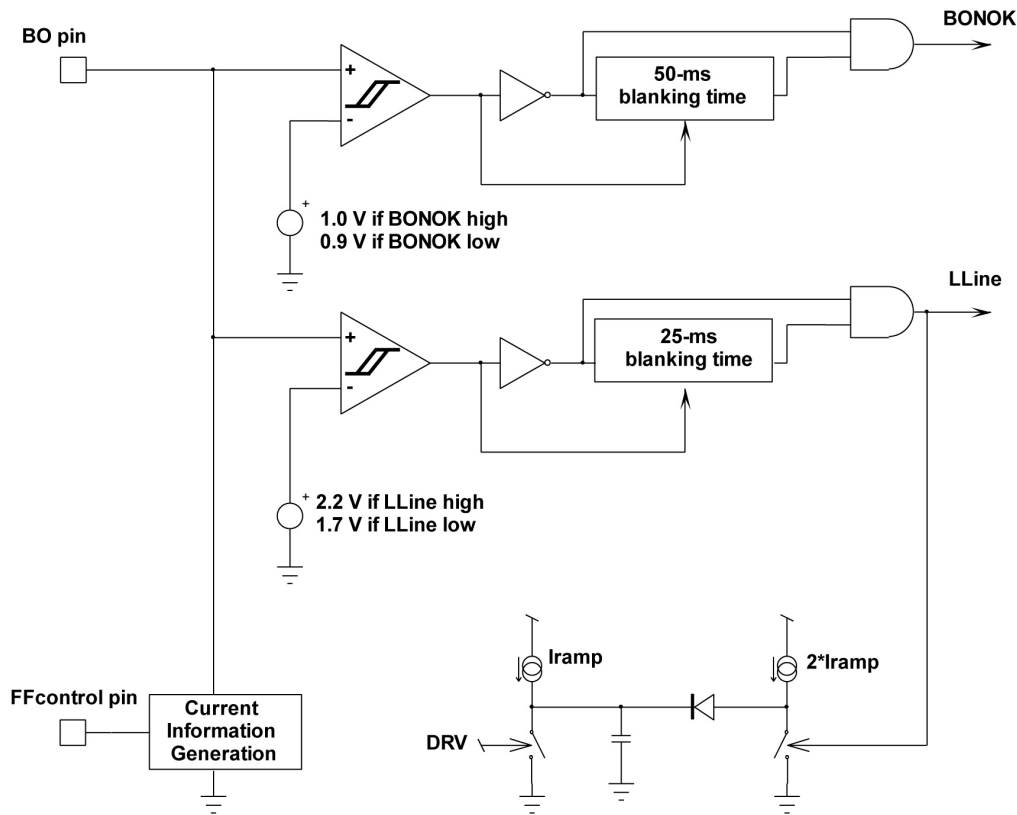 BONOK
BO pin
+
50-ms
blanking time
-
+
1.0 V if BONOK high
0.9 V if BONOK low
LLine
+
25-ms
blanking time
-
+
2.2 V if LLine high
1.7 V if LLine low
Iramp
2*Iramp
FFcontrol pin
Current
Information
Generation
DRV